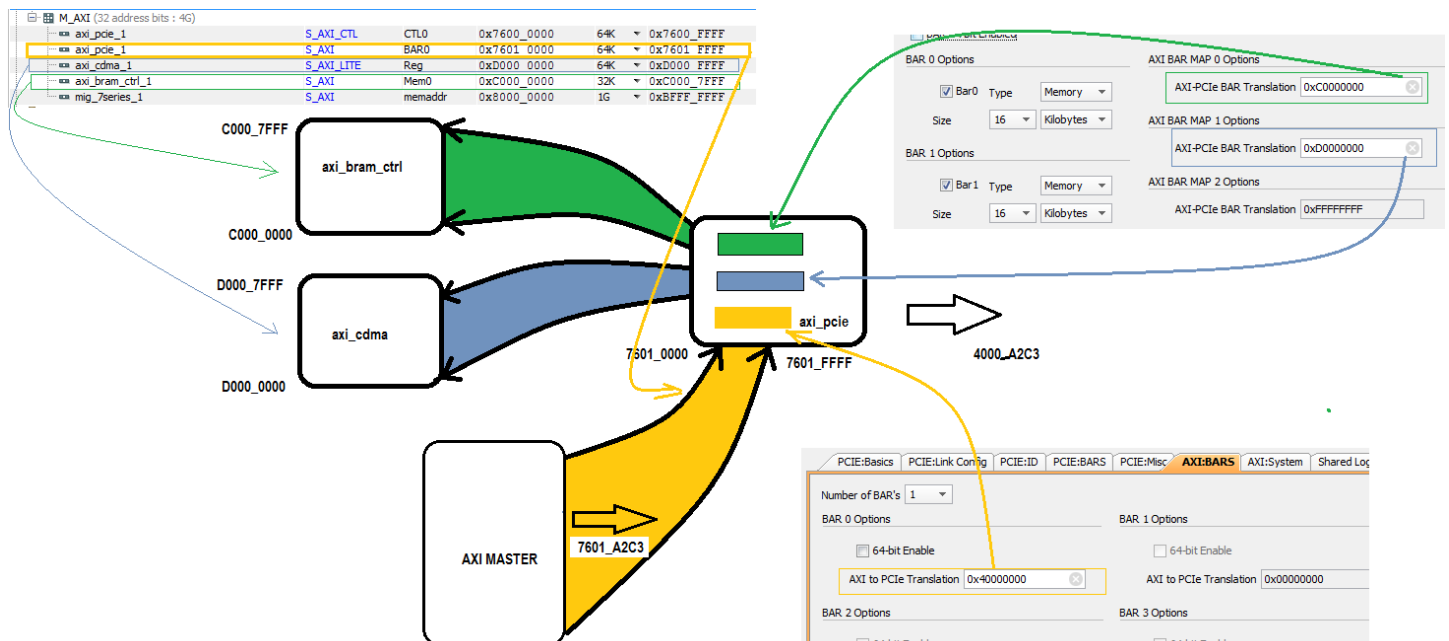 M_AXI (32 address bits : 4G)
axi_pcie_1 S_AXI_CTL CTL0 0x7600_0000 64K 0x7600_FFFF
axi_pcie_1 S_AXI BAR0 0x7601_0000 64K 0x7601_FFFF
axi_cdma_1 S_AXI_LITE Reg 0xD000_0000 64K 0xD000_FFFF
axi_bram_ctrl_1 S_AXI Mem0 0xC000_0000 32K 0xC000_7FFF
mig_7series_1 S_AXI memaddr 0x8000_0000 1G 0xBFFF_FFFF
Enabled
BAR 0 Options AXI BAR MAP 0 Options
Bar0 Type Memory AXI-PCIe BAR Translation 0xC0000000
Size 16 Kilobytes AXI BAR MAP 1 Options
AXI-PCIe BAR Translation 0xD0000000
BAR 1 Options
Bar1 Type Memory AXI BAR MAP 2 Options
Size 16 Kilobytes AXI-PCIe BAR Translation 0xFFFFFFFF
C000_7FFF
axi_bram_ctrl
C000_0000
D000_7FFF
axi_cdma
D000_0000
axi_pcie
7601_0000
7601_FFFF
4000_A2C3
AXI MASTER
7601_A2C3
PCIE:Basics PCIE:Link Config PCIE:ID PCIE:BARS PCIE:Misc AXI:BARS AXI:System Shared Log
Number of BAR's 1
BAR 0 Options BAR 1 Options
64-bit Enable 64-bit Enable
AXI to PCIe Translation 0x40000000 AXI to PCIe Translation 0x00000000
BAR 2 Options BAR 3 Options